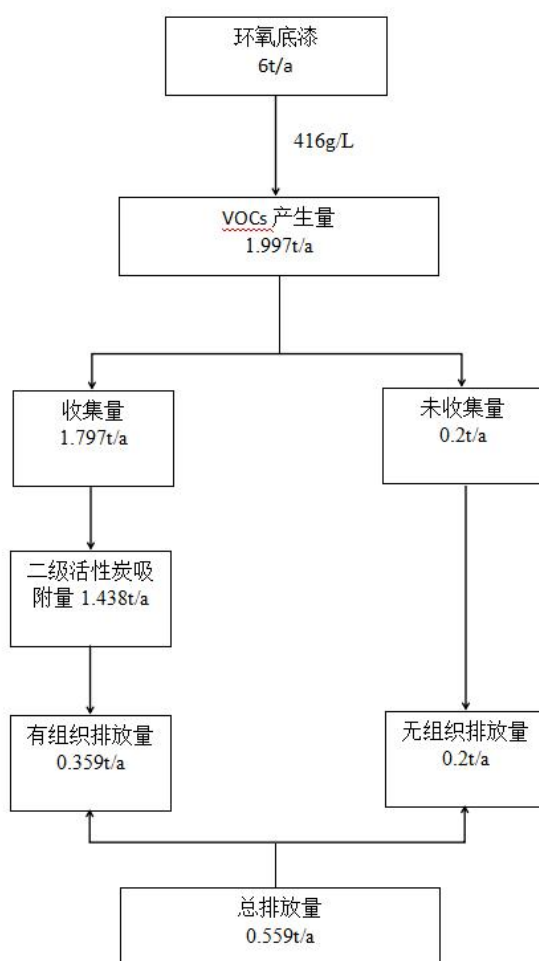 环氧底漆
6t/a
416g/L
VOCs 产生量
1.997t/a
收集量
1.797t/a
未收集量
0.2t/a
二级活性炭吸
附量 1.438t/a
有组织排放量
0.359t/a
无组织排放量
0.2t/a
总排放量
0.559t/a